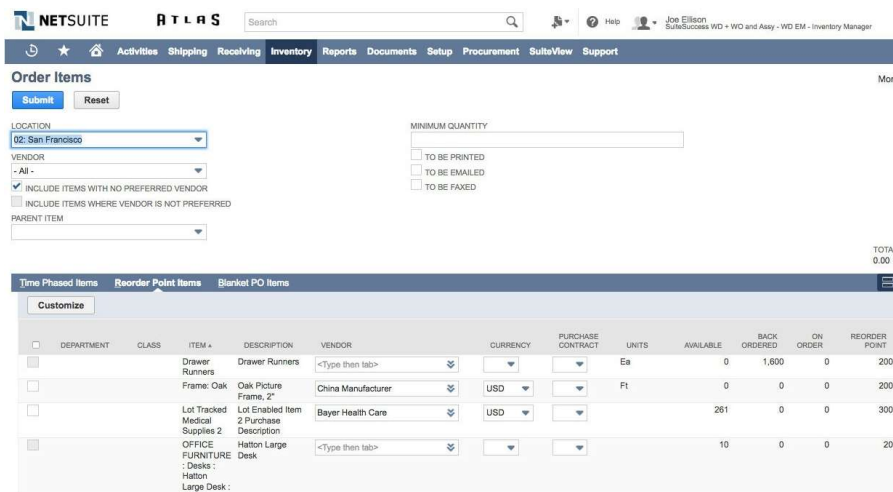 NETSUITE ATLAS Search Help Joe Ellison
SuiteSuccess WD + WO and Assy - WD EM - Inventory Manager
Activities Shipping Receiving Inventory Reports Documents Setup Procurement SuiteView Support
Order Items
Mor
Submit Reset
LOCATION
02: San Francisco
VENDOR
- All -
INCLUDE ITEMS WITH NO PREFERRED VENDOR
INCLUDE ITEMS WHERE VENDOR IS NOT PREFERRED
PARENT ITEM
MINIMUM QUANTITY
TO BE PRINTED
TO BE EMAILED
TO BE FAXED
TOTA
0.00
Time Phased Items Reorder Point Items Blanket PO Items
Customize
DEPARTMENT CLASS ITEM DESCRIPTION VENDOR CURRENCY PURCHASE CONTRACT UNITS AVAILABLE BACK ORDERED ON ORDER REORDER POINT
Drawer Runners Drawer Runners <Type then tab> Ea 0 1,600 0 200
Frame: Oak Oak Picture Frame, 2" China Manufacturer USD Ft 0 0 0 200
Lot Tracked Medical Supplies 2 Lot Enabled Item 2 Purchase Description Bayer Health Care USD 261 0 0 300
OFFICE FURNITURE : Desks : Hatton Large Desk : Hatton Large Desk <Type then tab> 10 0 0 20